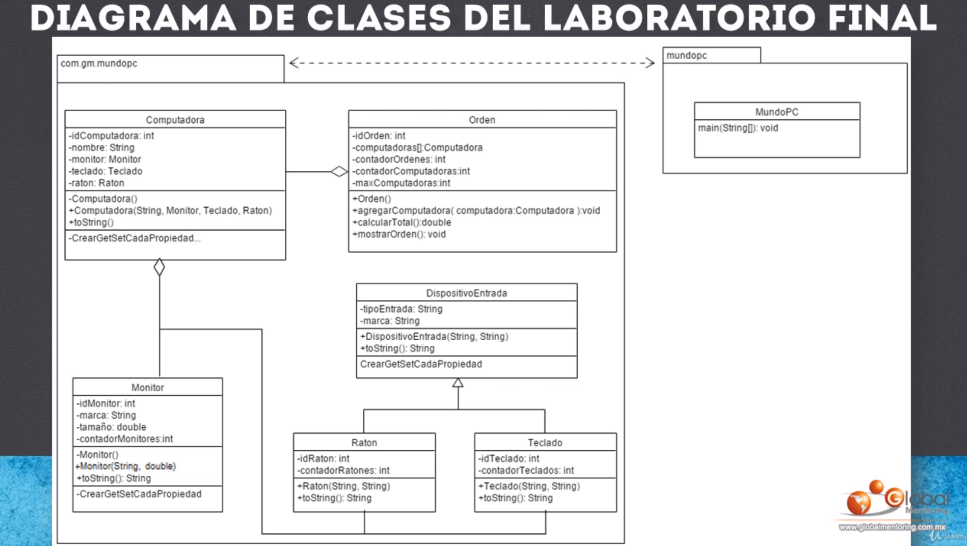 DIAGRAMA DE CLASES DEL LABORATORIO FINAL
com.gm.mundopc
mundopc
MundoPC
main(String[]): void
Computadora
-idComputadora: int
-nombre: String
-monitor: Monitor
-teclado: Teclado
-raton: Raton
-Computadora()
+Computadora(String, Monitor, Teclado, Raton)
+toString()
-CrearGetSetCadaPropiedad...
Orden
-idOrden: int
-computadoras[]:Computadora
-contadorOrdenes: int
-contadorComputadoras:int
-maxComputadoras:int
+Orden()
+agregarComputadora( computadora:Computadora ):void
+calcularTotal():double
+mostrarOrden(): void
DispositivoEntrada
-tipoEntrada: String
-marca: String
+DispositivoEntrada(String, String)
+toString(): String
CrearGetSetCadaPropiedad
Monitor
-idMonitor: int
-marca: String
-tamaño: double
-contadorMonitores:int
-Monitor()
+Monitor(String, double)
+toString(): String
-CrearGetSetCadaPropiedad
Raton
-idRaton: int
-contadorRatones: int
+Raton(String, String)
+toString(): String
Teclado
-idTeclado: int
-contadorTeclados: int
+Teclado(String, String)
+toString(): String
Global
Mentoring
www.globalmentoring.com.mx
Udemy